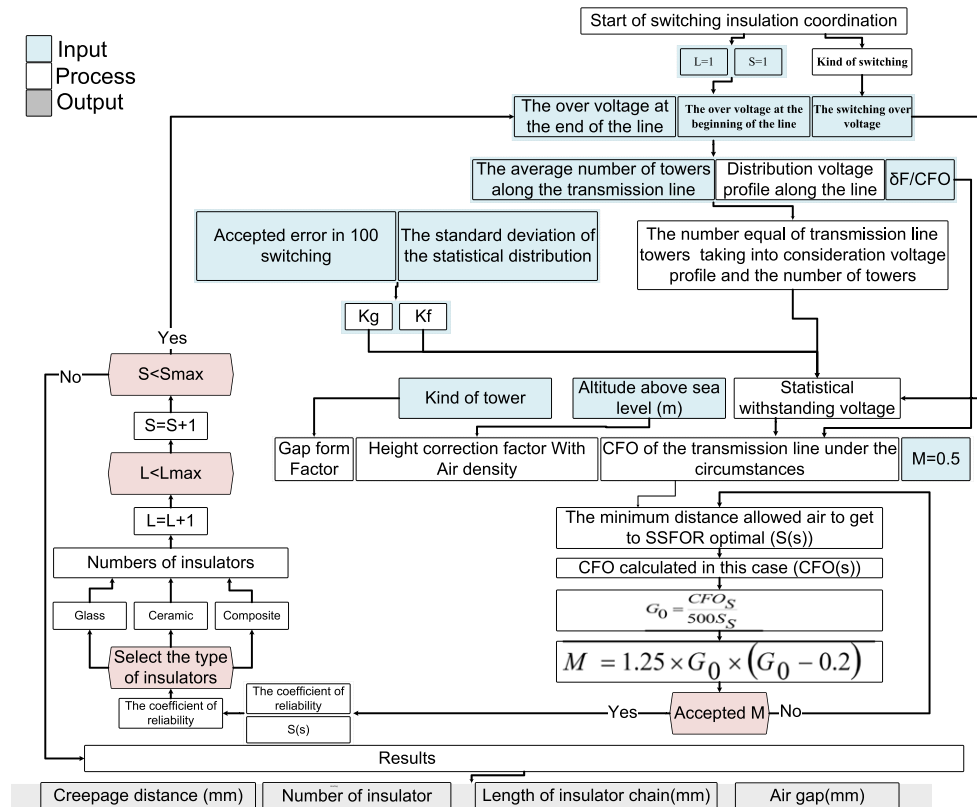 Start of switching insulation coordination
Input
Process
Output
L=1
S=1
Kind of switching
The over voltage at
the end of the line
The over voltage at the
beginning of the line
The switching over
voltage
The average number of towers
along the transmission line
Distribution voltage
profile along the line
δF/CFO
Accepted error in 100
switching
The standard deviation of
the statistical distribution
The number equal of transmission line
towers taking into consideration voltage
profile and the number of towers
Kg
Kf
Yes
No
S<Smax
S=S+1
L<Lmax
L=L+1
Kind of tower
Altitude above sea
level (m)
Statistical
withstanding voltage
Gap form
Factor
Height correction factor With
Air density
CFO of the transmission line under the
circumstances
M=0.5
The minimum distance allowed air to get
to SSFOR optimal (S(s))
CFO calculated in this case (CFO(s))
G₀ = CFO_S / 500S_S
M = 1.25 × G₀ × (G₀ − 0.2)
Accepted M
Yes
No
Numbers of insulators
Glass
Ceramic
Composite
Select the type
of insulators
The coefficient of
reliability
The coefficient of
reliability
S(s)
Results
Creepage distance (mm)
Number of insulator
Length of insulator chain(mm)
Air gap(mm)